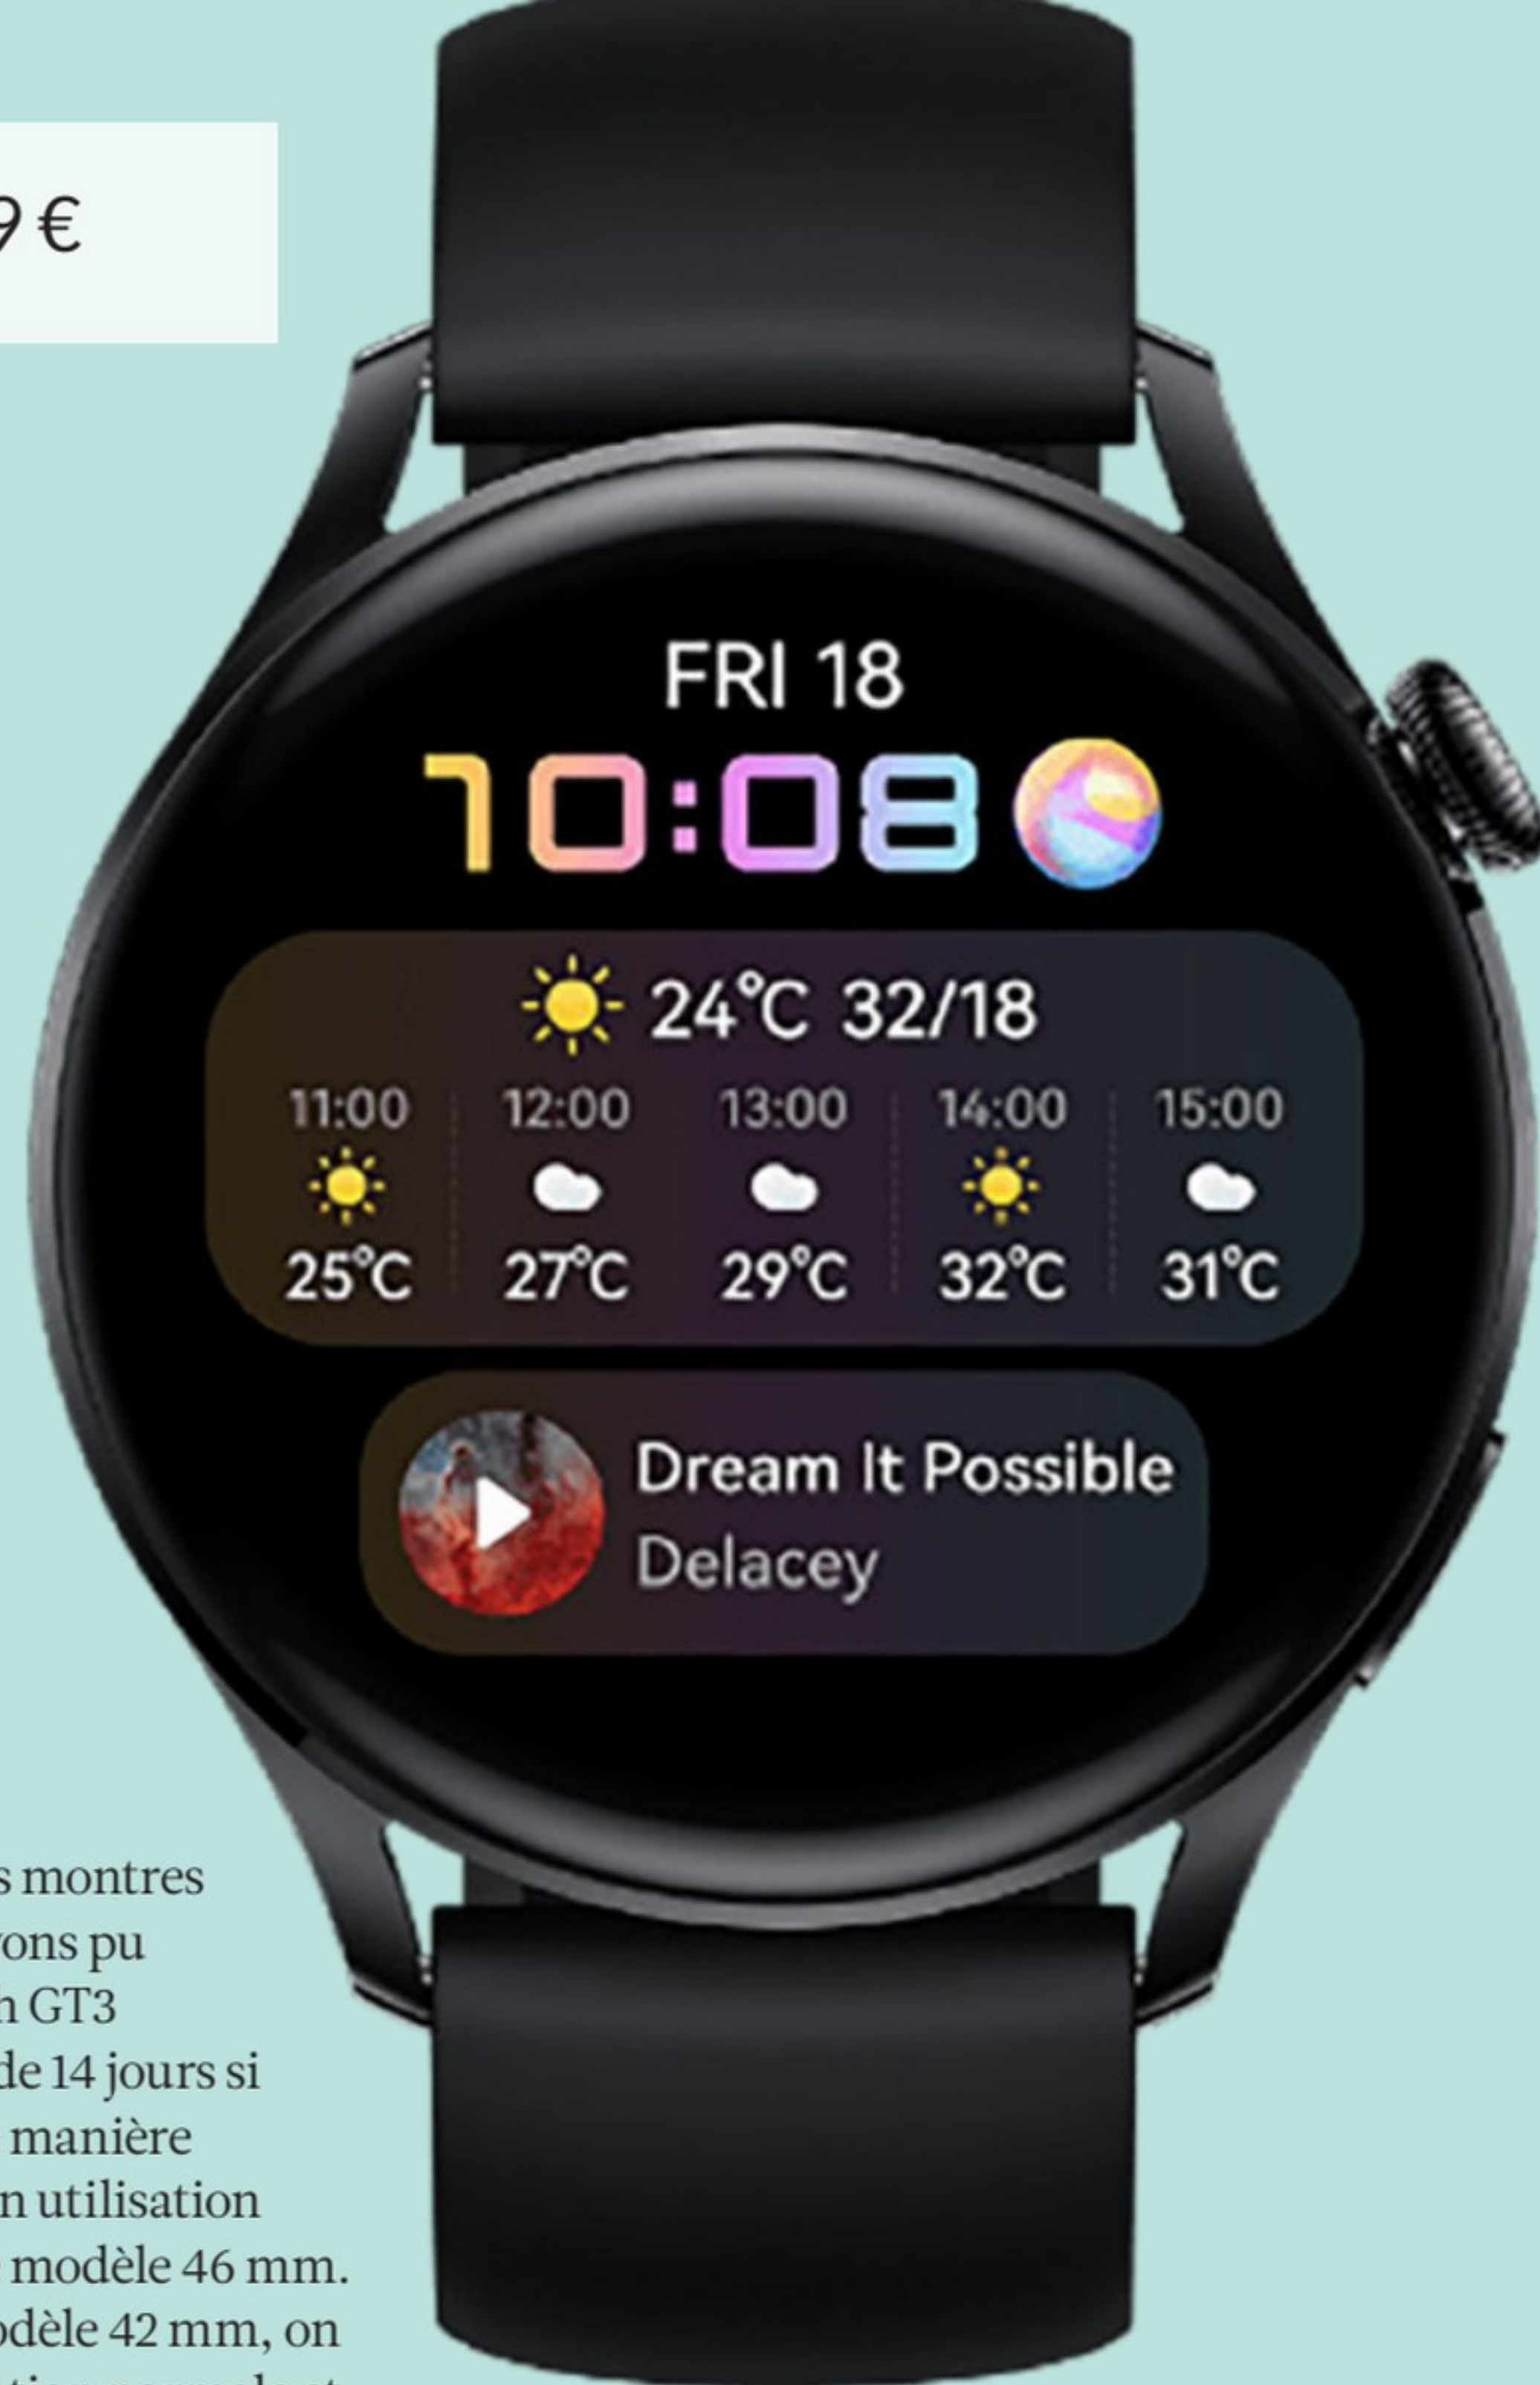 9 €
FRI 18
10:08
24°C 32/18
11:00 12:00 13:00 14:00 15:00
25°C 27°C 29°C 32°C 31°C
Dream It Possible
Delacey
s montres
ons pu
GT3
de 14 jours si
manière
n utilisation
modèle 46 mm.
odèle 42 mm, on